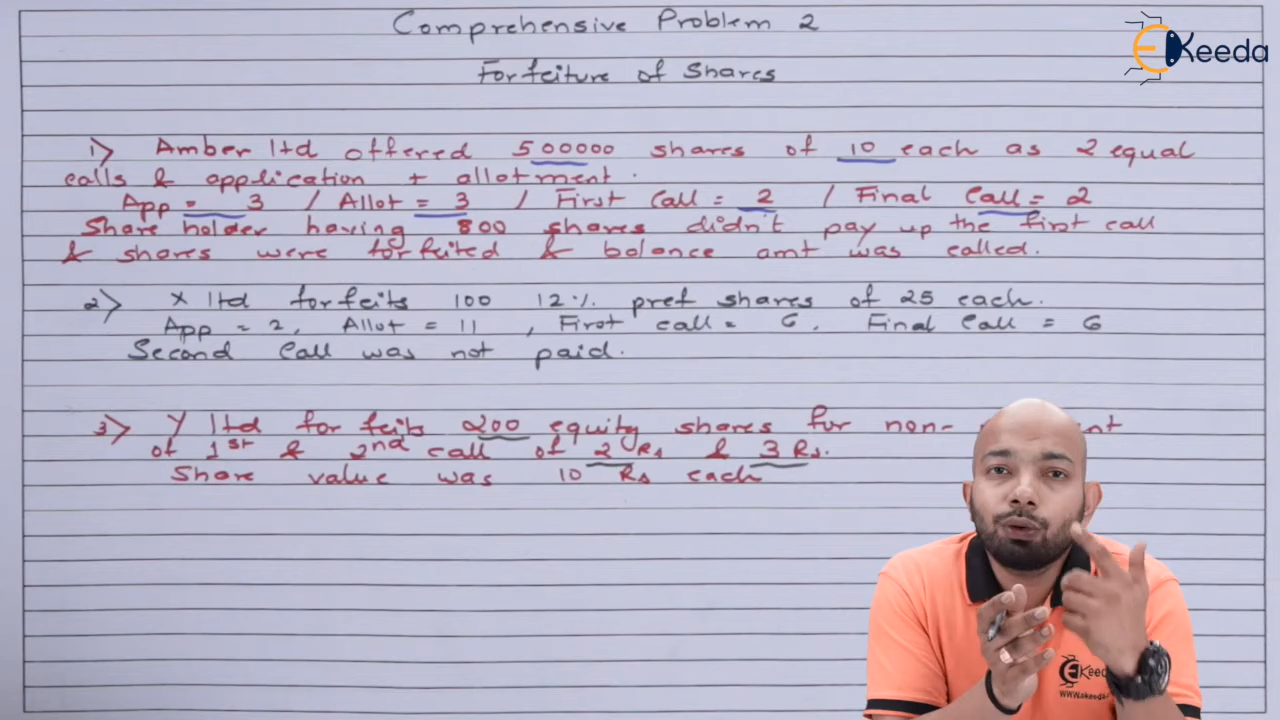 Comprehensive Problem 2
EKeeda
Forfeiture of Shares
1> Amber ltd offered 500000 shares of 10 each as 2 equal
calls & application + allotment.
App = 3 / Allot = 3 / First Call = 2 / Final Call = 2
Share holder having 800 shares didn't pay up the first call
& shares were forfeited & balance amt was called.
2> X ltd forfeits 100 12% pref shares of 25 each.
App = 2, Allot = 11, First call = 6. Final Call = 6
Second Call was not paid.
3> Y ltd forfeits 200 equity shares for non-
of 1st & 2nd call of 2 Rs & 3 Rs.
Share value was 10 Rs each